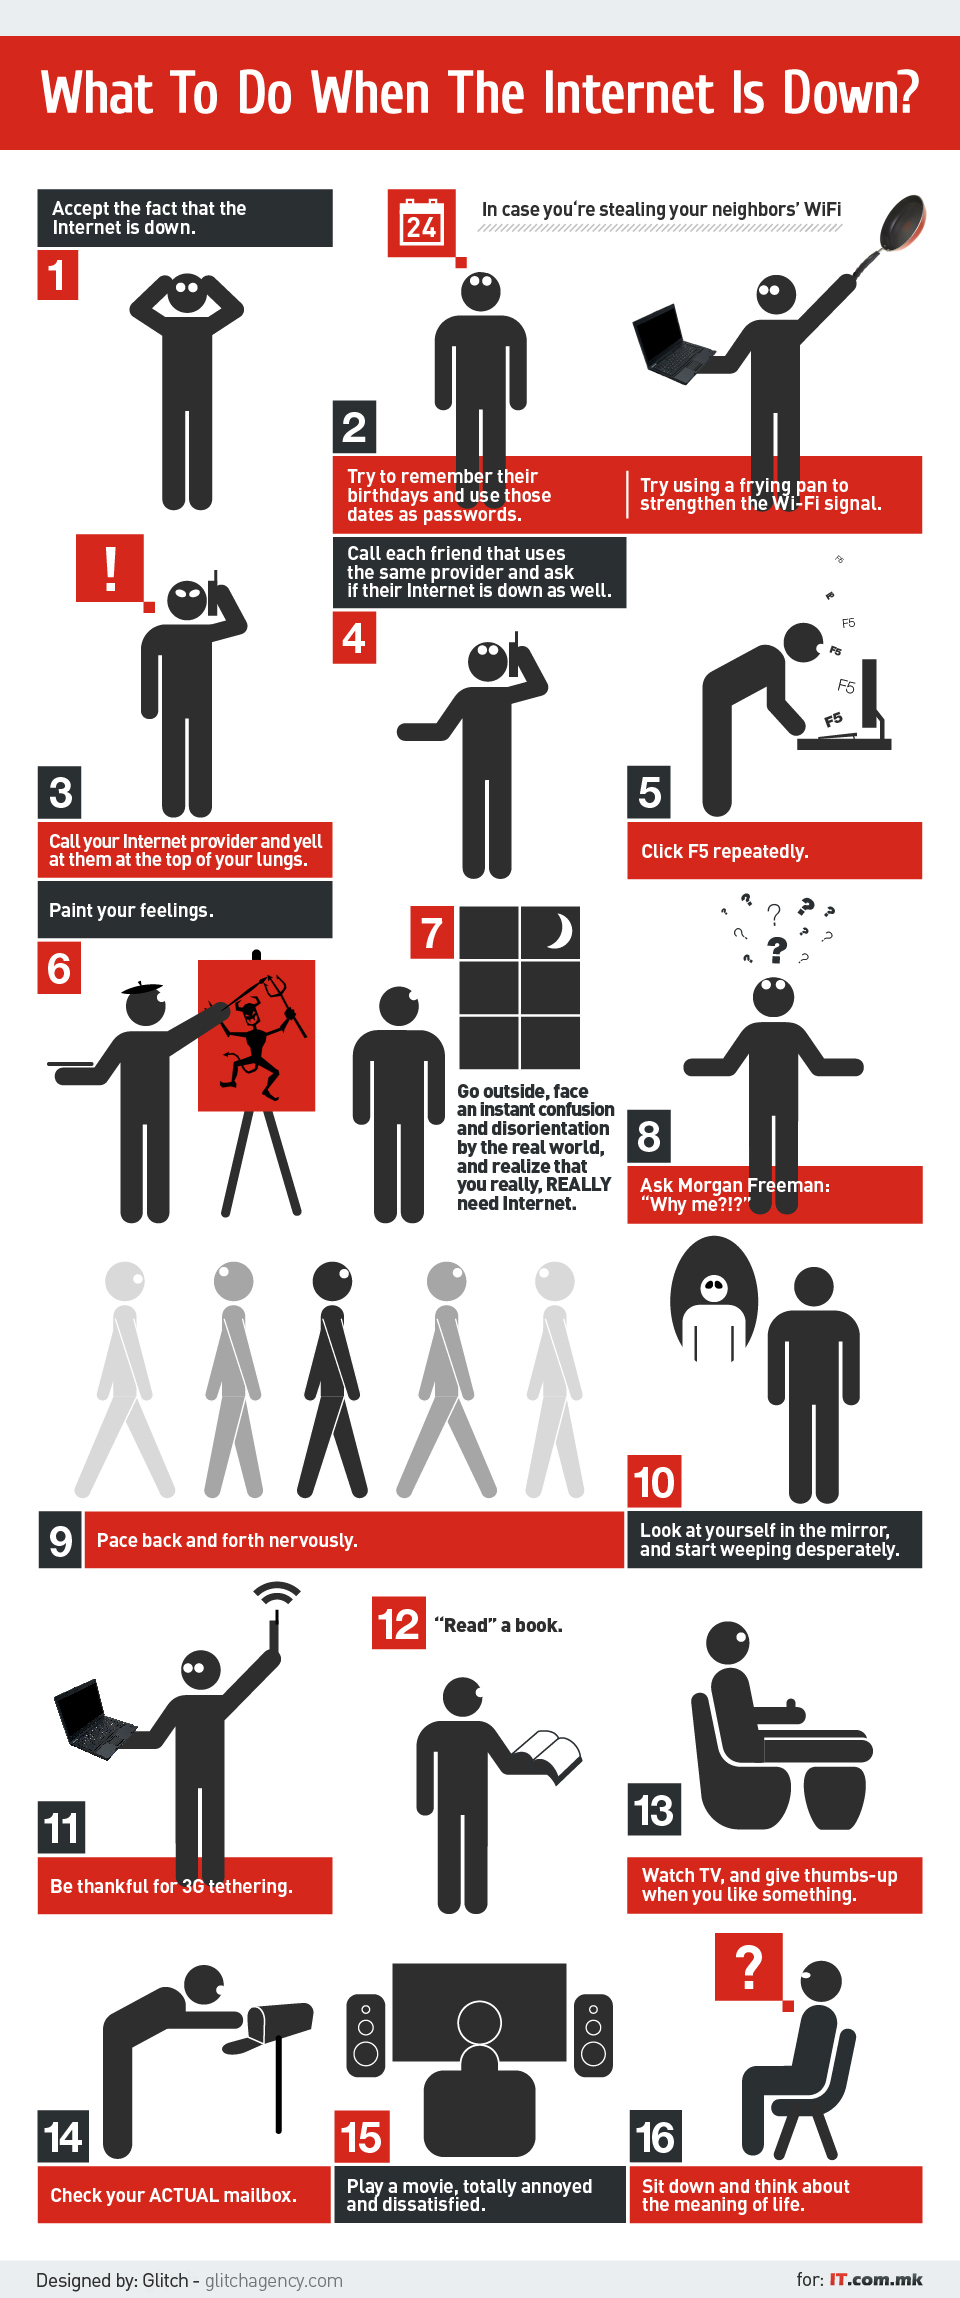 What To Do When The Internet Is Down?
Accept the fact that the
Internet is down.
1
24
In case you‘re stealing your neighbors’ WiFi
2
Try to remember their
birthdays and use those
dates as passwords.
Try using a frying pan to
strengthen the Wi-Fi signal.
!
3
Call your Internet provider and yell
at them at the top of your lungs.
Call each friend that uses
the same provider and ask
if their Internet is down as well.
4
F5
F5
F5
F5
F5
F5
5
Click F5 repeatedly.
Paint your feelings.
6
7
Go outside, face
an instant confusion
and disorientation
by the real world,
and realize that
you really, REALLY
need Internet.
? ? ? ? ?
? ? ? ?
? ?
8
Ask Morgan Freeman:
“Why me?!?”
9
Pace back and forth nervously.
10
Look at yourself in the mirror,
and start weeping desperately.
11
Be thankful for 3G tethering.
12
“Read” a book.
13
Watch TV, and give thumbs-up
when you like something.
14
Check your ACTUAL mailbox.
15
Play a movie, totally annoyed
and dissatisfied.
?
16
Sit down and think about
the meaning of life.
Designed by: Glitch - glitchagency.com
for: IT.com.mk